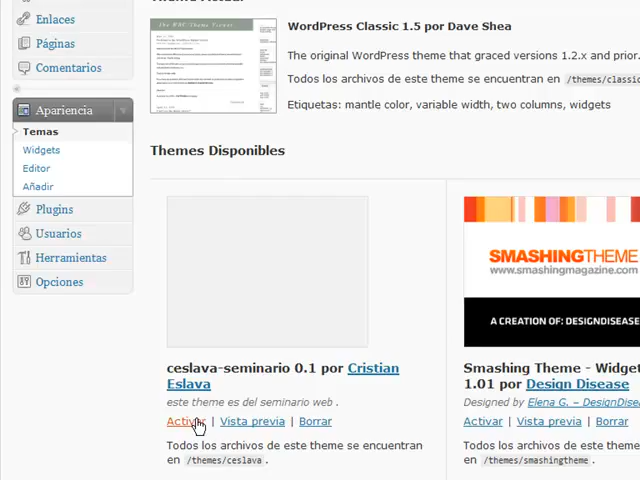 Enlaces
Páginas
Comentarios
Apariencia
Temas
Widgets
Editor
Añadir
Plugins
Usuarios
Herramientas
Opciones
WordPress Classic 1.5 por Dave Shea
The original WordPress theme that graced versions 1.2.x and prior.
Todos los archivos de este theme se encuentran en /themes/classic
Etiquetas: mantle color, variable width, two columns, widgets
Themes Disponibles
ceslava-seminario 0.1 por Cristian
Eslava
este theme es del seminario web .
Activar | Vista previa | Borrar
Todos los archivos de este theme se encuentran
en /themes/ceslava .
SMASHINGTHEME
www.smashingmagazine.com
A CREATION OF: DESIGNDISEASE
Smashing Theme - Widget
1.01 por Design Disease
Designed by Elena G. – DesignDisea
Activar | Vista previa | Borrar
Todos los archivos de este theme
en /themes/smashingtheme .